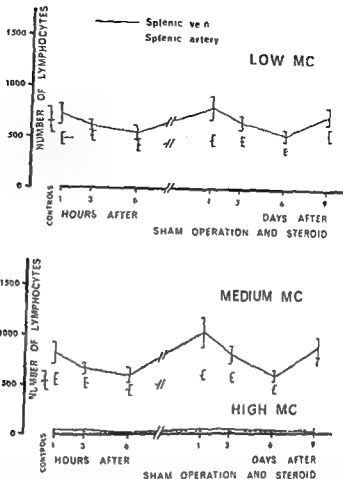 1500
1000
500
0
NUMBER OF LYMPHOCYTES
Splenic vein
Splenic artery
LOW MC
CONTROLS
1 3 6 1 3 6 9
HOURS AFTER DAYS AFTER
SHAM OPERATION AND STEROID
1500
1000
500
0
NUMBER OF LYMPHOCYTES
MEDIUM MC
HIGH MC
CONTROLS
1 3 6 1 3 6 9
HOURS AFTER DAYS AFTER
SHAM OPERATION AND STEROID